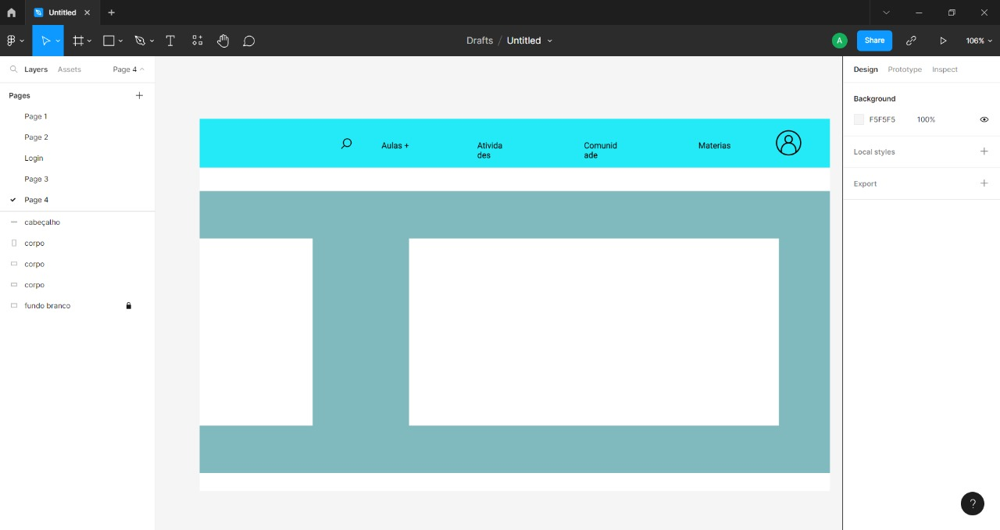 Untitled
Drafts / Untitled
A
Share
106%
Layers Assets Page 4
Pages
Page 1
Page 2
Login
Page 3
Page 4
cabeçalho
corpo
corpo
corpo
fundo branco
Aulas +
Ativida
des
Comunid
ade
Materias
Design Prototype Inspect
Background
F5F5F5 100%
Local styles
Export
?